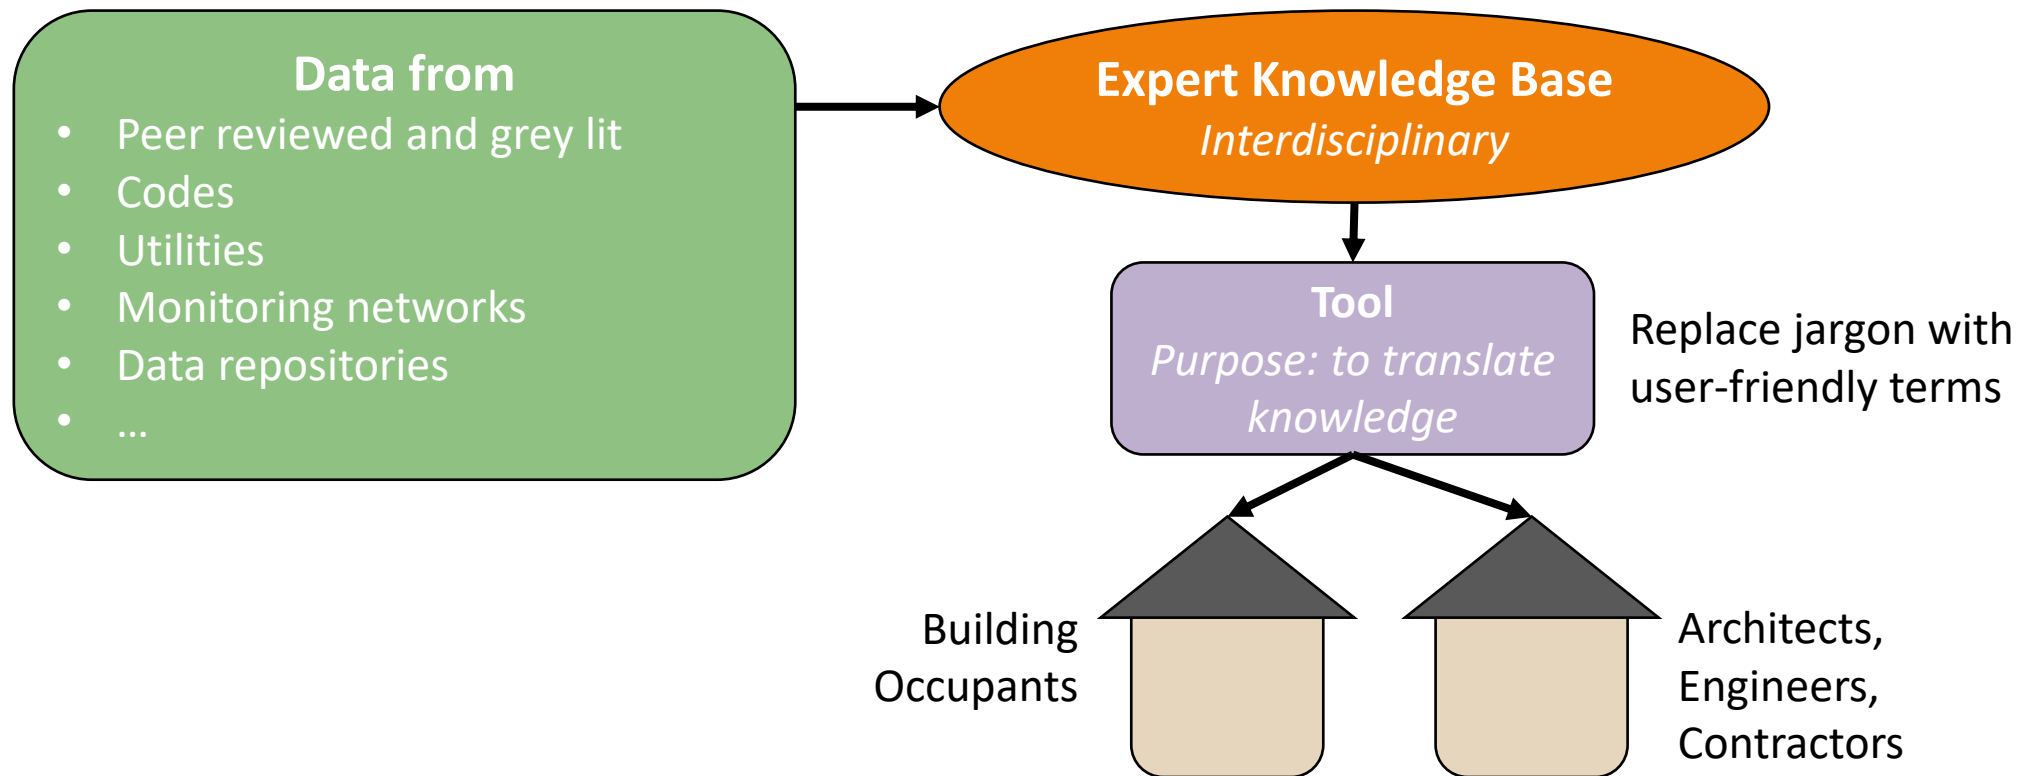 Data from
• Peer reviewed and grey lit
• Codes
• Utilities
• Monitoring networks
• Data repositories
• ...
Expert Knowledge Base
Interdisciplinary
Tool
Purpose: to translate
knowledge
Replace jargon with
user-friendly terms
Building
Occupants
Architects,
Engineers,
Contractors